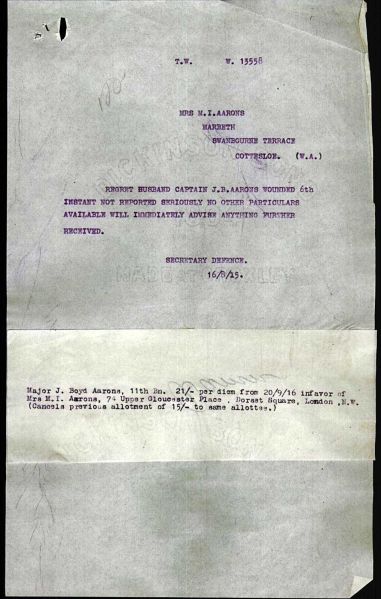 T.W. W. 13558
MRS M.I.AARONS
MARBETH
SWANBOURNE TERRACE
COTTESLOE. (W.A.)
REGRET HUSBAND CAPTAIN J.B.AARONS WOUNDED 6th
INSTANT NOT REPORTED SERIOUSLY NO OTHER PARTICULARS
AVAILABLE WILL IMMEDIATELY ADVISE ANYTHING FURTHER
RECEIVED.
SECRETARY DEFENCE.
16/8/15.
Major J. Boyd Aarons, 11th Bn. 21/- per diem from 20/9/16 infavor of
Mrs M.I. Aarons, 74 Upper Gloucester Place . Dorset Square, London .N.W.
(Cancels previous allotment of 15/- to same allottee.)